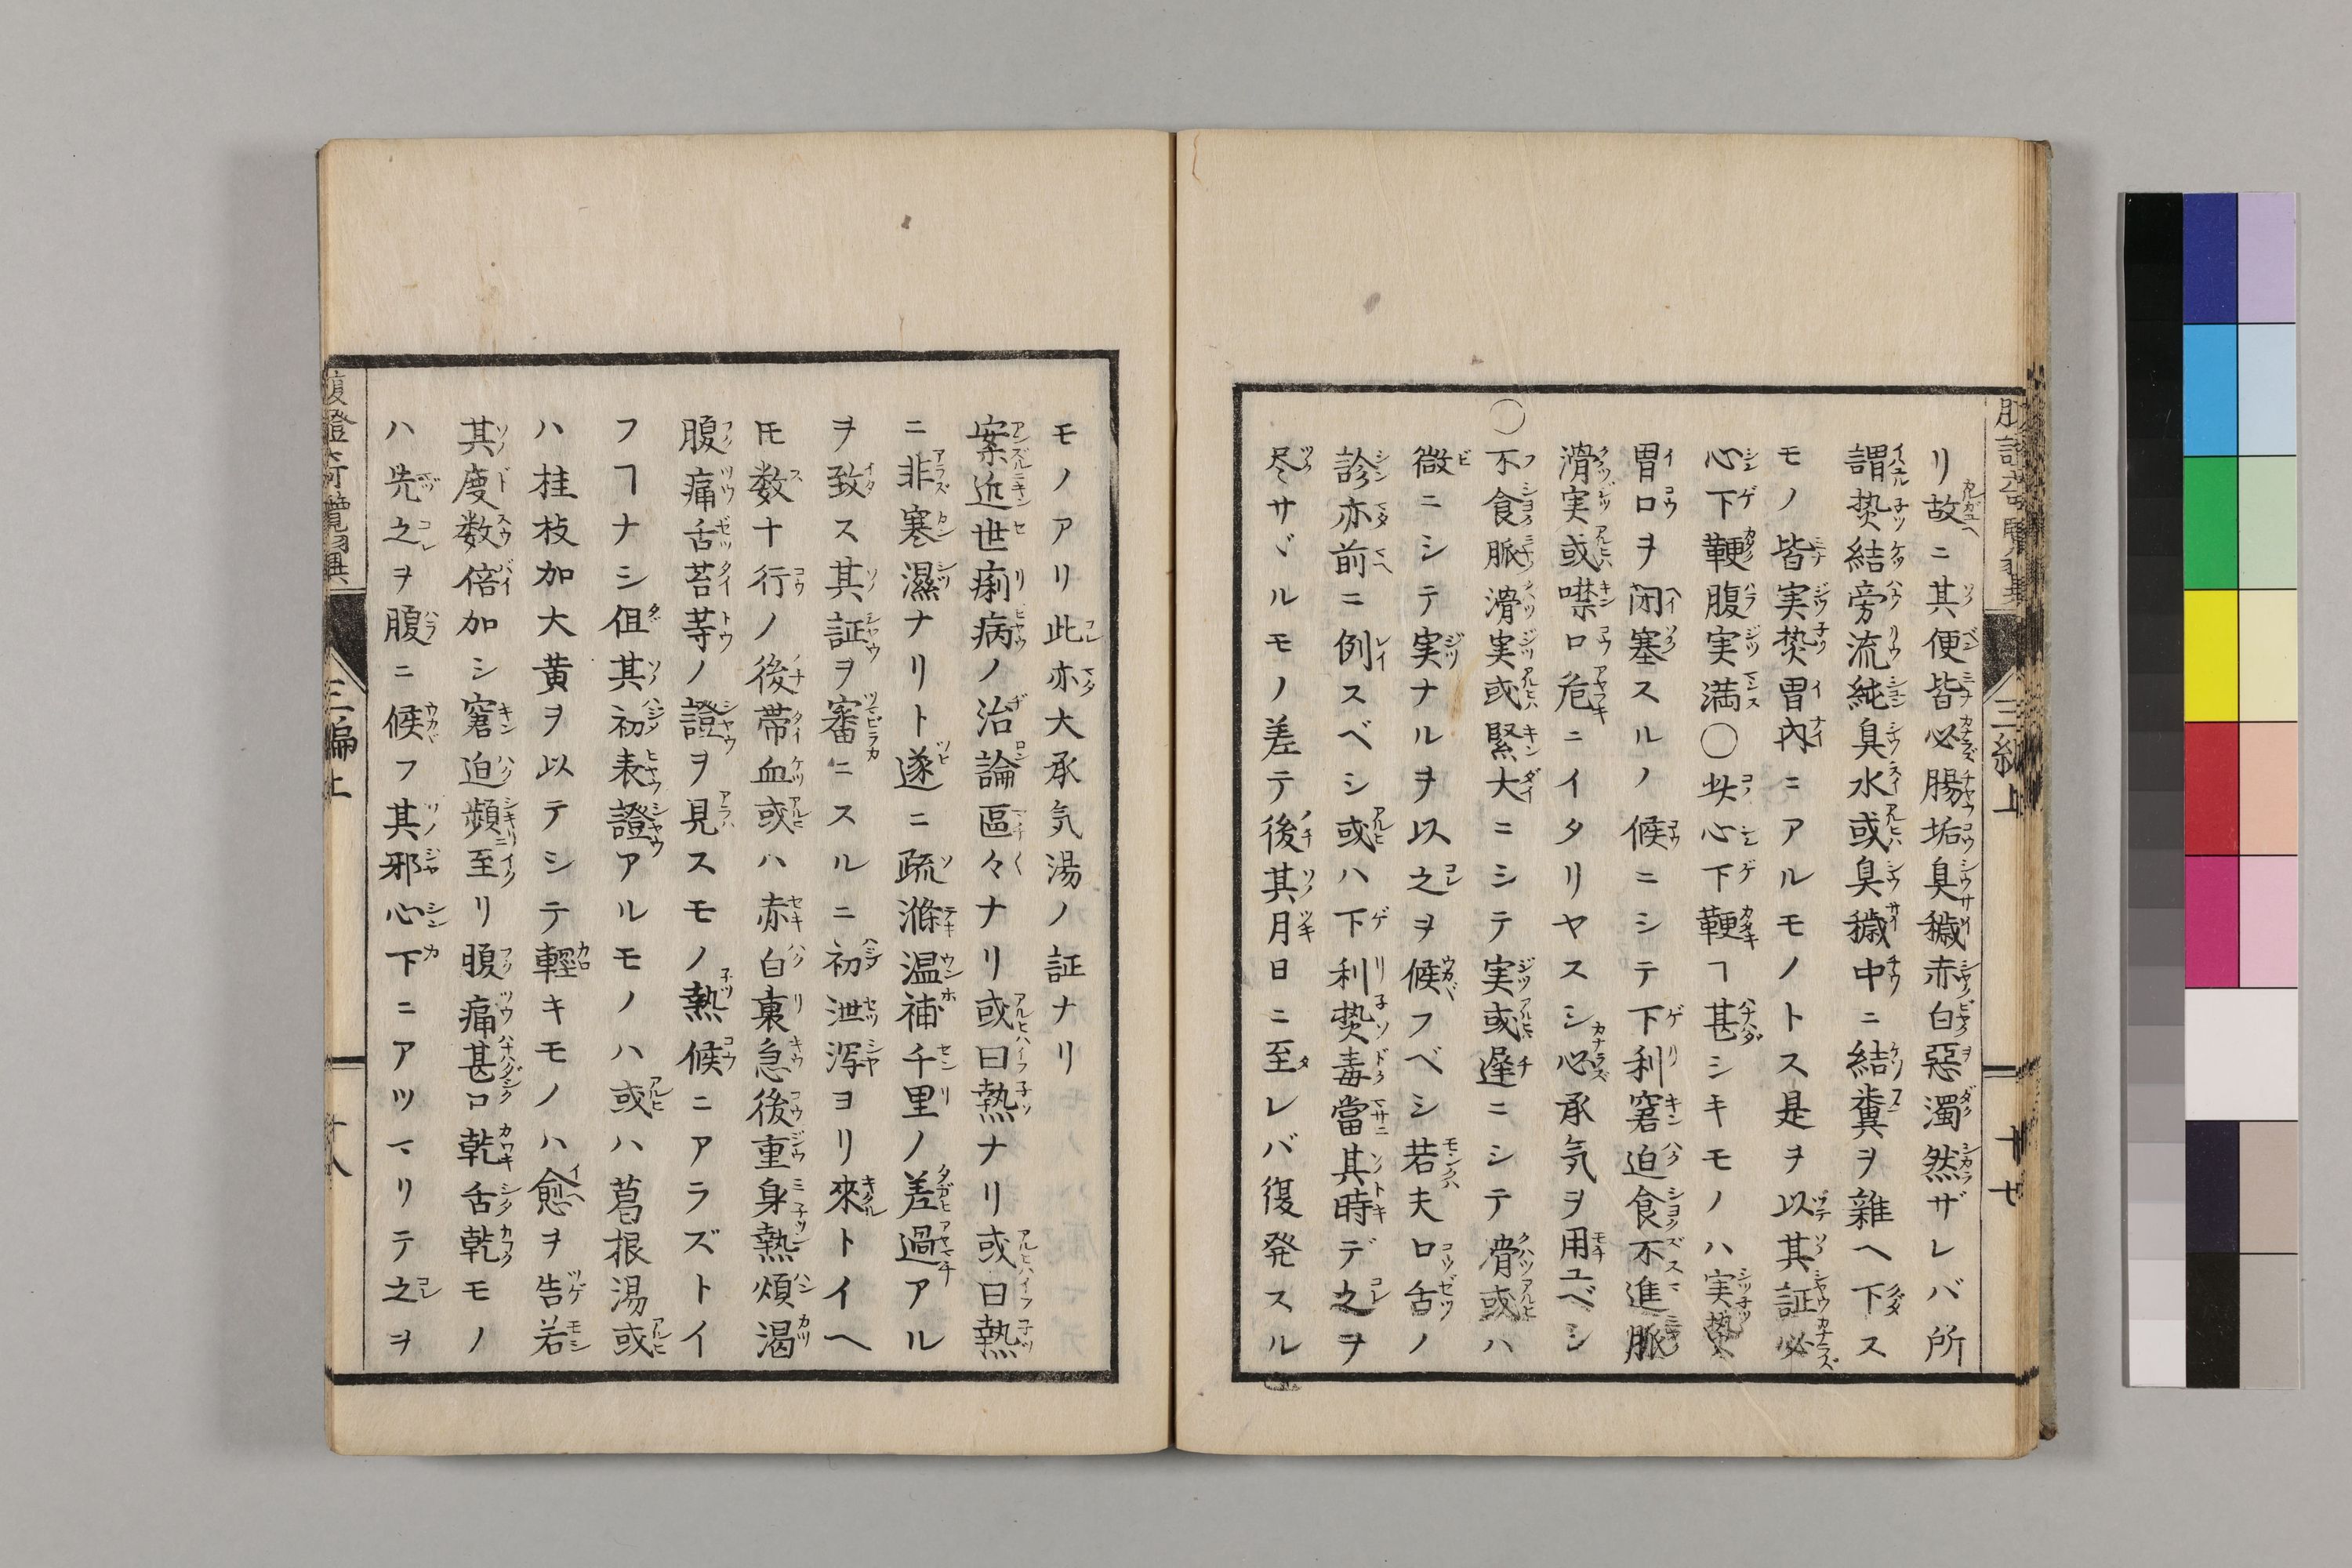 リ故ニ其便皆必腸垢臭穢赤白惡濁然ザレバ所
謂𤍠結旁流純臭水或臭穢中ニ結糞ヲ雜ヘ下ス
モノ皆実𤍠胃内ニアルモノトス是ヲ以其証必
心下鞕腹実満〇此心下鞕ヿ甚シキモノハ実𤍠
胃口ヲ閉塞スルノ候ニシテ下利窘迫食不進脈
滑実或噤口危ニイタリヤスシ必承気ヲ用ユベシ
〇不食脈滑実或緊大ニシテ実或遅ニシテ滑或ハ
微ニシテ実ナルヲ以之ヲ候フベシ若夫口舌ノ
診亦前ニ例スベシ或ハ下利𤍠毒當其時デ之ヲ
尽サヾルモノ差テ後其月日ニ至レバ復発スル
三編上
十七
モノアリ此亦大承気湯ノ証ナリ
案近世痢病ノ治論區々ナリ或曰熱ナリ或曰熱
ニ非寒濕ナリト遂ニ疏滌温補千里ノ差過アル
ヲ致ス其証ヲ審ニスルニ初泄瀉ヨリ來トイヘ
𪜈数十行ノ後帯血或ハ赤白裏急後重身熱煩渇
腹痛舌苔等ノ證ヲ見スモノ熱候ニアラズトイ
フヿナシ伹其初表證アルモノハ或ハ葛根湯或
ハ桂枝加大黄ヲ以テシテ輕キモノハ愈ヲ告若
其度数倍加シ窘迫頻至リ腹痛甚口乾舌乾モノ
ハ先之ヲ腹ニ候フ其邪心下ニアツマリテ之ヲ
腹證奇覽翼
三編上